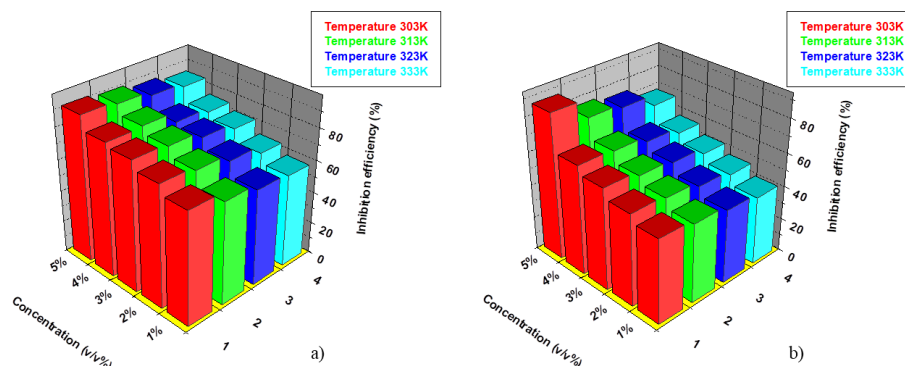 Temperature 303K
Temperature 313K
Temperature 323K
Temperature 333K
80
60
40
20
0
Inhibition efficiency (%)
5%
4%
3%
2%
1%
Concentration (v/v%)
1
2
3
4
a)
Temperature 303K
Temperature 313K
Temperature 323K
Temperature 333K
80
60
40
20
0
Inhibition efficiency (%)
5%
4%
3%
2%
1%
Concentration (v/v%)
1
2
3
4
b)